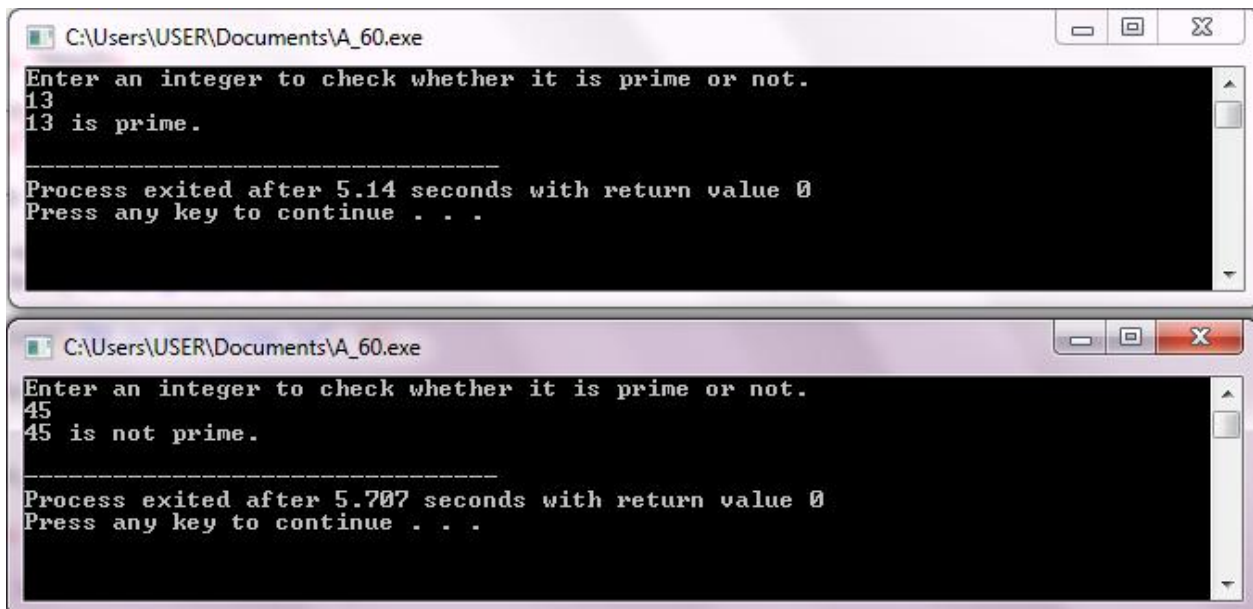 C:\Users\USER\Documents\A_60.exe
Enter an integer to check whether it is prime or not.
13
13 is prime.
--------------------------------
Process exited after 5.14 seconds with return value 0
Press any key to continue . . .
C:\Users\USER\Documents\A_60.exe
Enter an integer to check whether it is prime or not.
45
45 is not prime.
--------------------------------
Process exited after 5.707 seconds with return value 0
Press any key to continue . . .